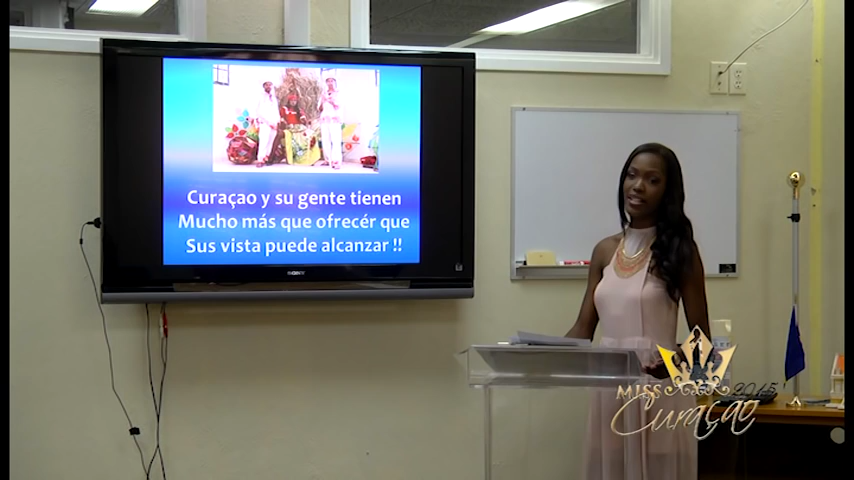 Curaçao y su gente tienen
Mucho más que ofrecér que
Sus vista puede alcanzar !!
SONY
MISS 2015
Curaçao